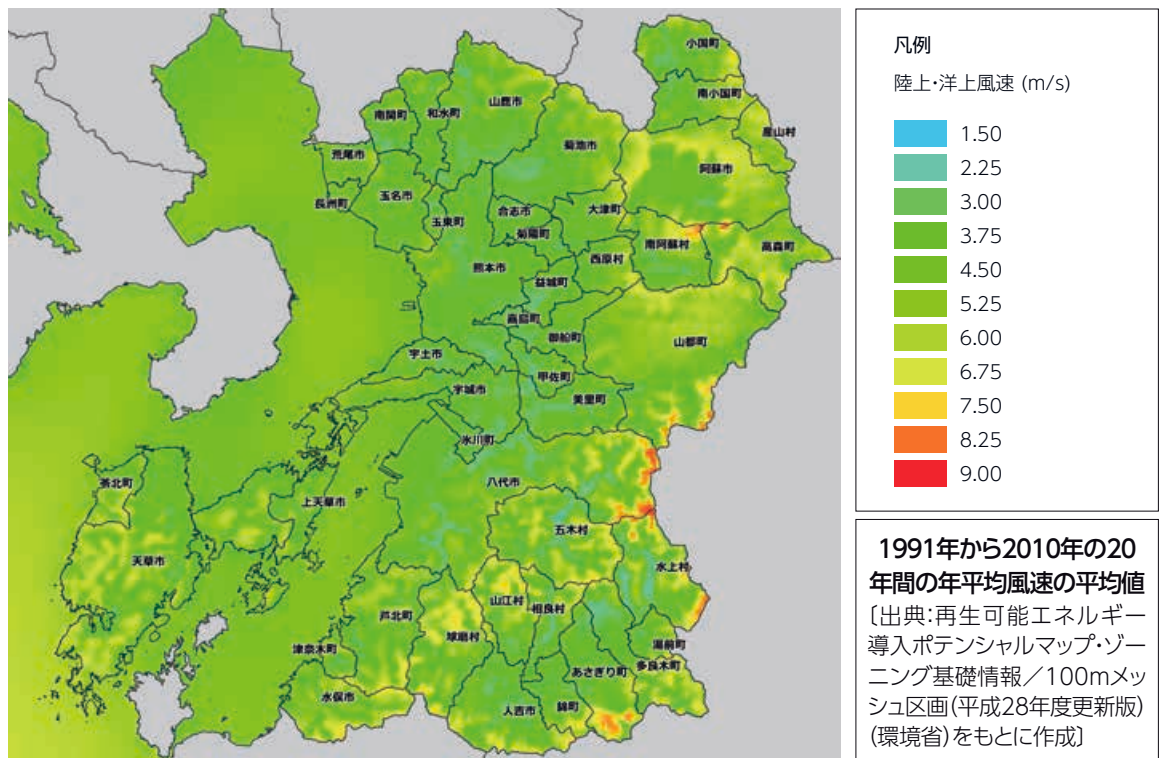 小国町
南小国町
産山村
山鹿市
南関町
和水町
菊池市
荒尾市
阿蘇市
玉名市
長洲町
玉東町
合志市
大津町
菊陽町
南阿蘇村
高森町
熊本市
西原村
益城町
嘉島町
御船町
山都町
宇土市
甲佐町
宇城市
美里町
氷川町
八代市
苓北町
上天草市
五木村
天草市
水上村
山江村
相良村
芦北町
球磨村
湯前町
津奈木町
多良木町
あさぎり町
水俣市
人吉市
錦町
凡例
陸上・洋上風速 (m/s)
1.50
2.25
3.00
3.75
4.50
5.25
6.00
6.75
7.50
8.25
9.00
1991年から2010年の20
年間の年平均風速の平均値
〔出典:再生可能エネルギー
導入ポテンシャルマップ・ゾー
ニング基礎情報／100mメッ
シュ区画(平成28年度更新版)
(環境省)をもとに作成〕